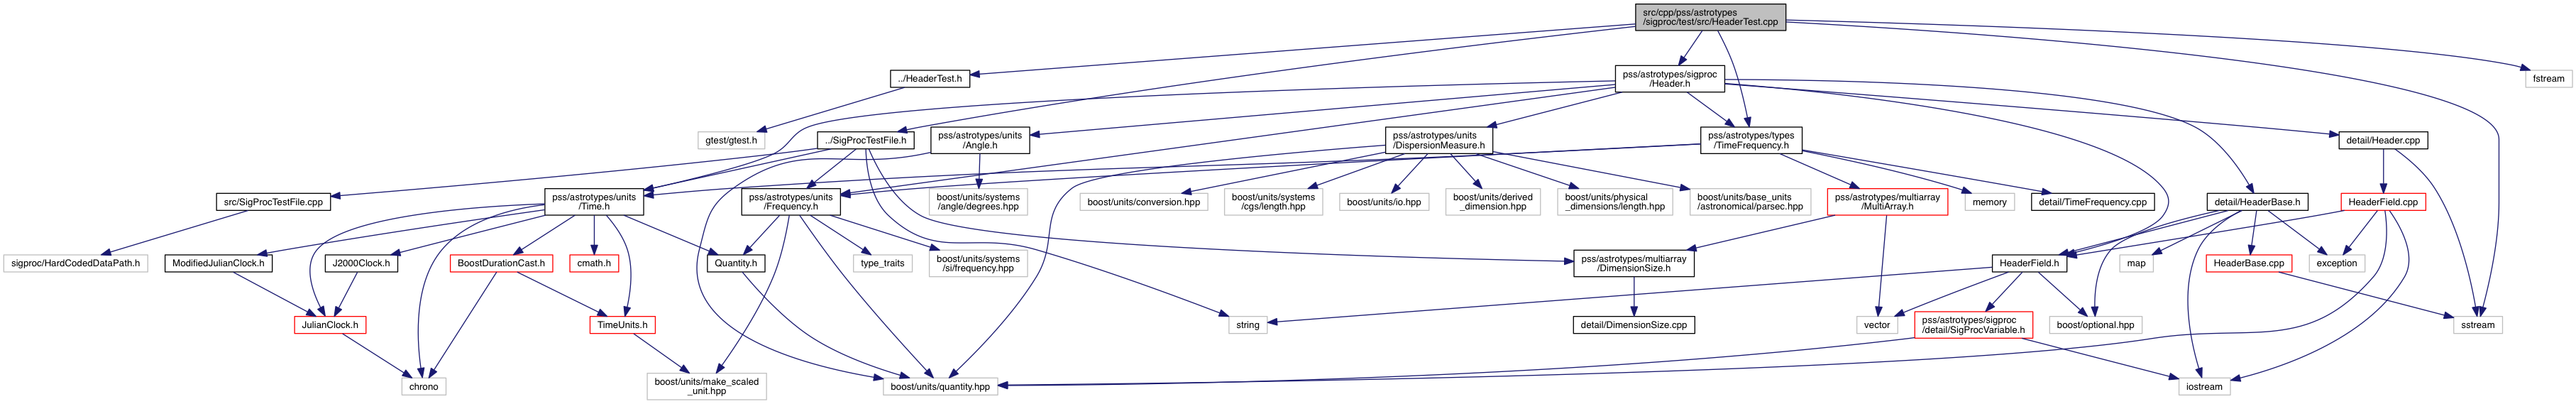 src/cpp/pss/astrotypes
/sigproc/test/src/HeaderTest.cpp
../HeaderTest.h
pss/astrotypes/sigproc
/Header.h
fstream
gtest/gtest.h
../SigProcTestFile.h
pss/astrotypes/units
/Angle.h
pss/astrotypes/units
/DispersionMeasure.h
pss/astrotypes/types
/TimeFrequency.h
detail/Header.cpp
src/SigProcTestFile.cpp
pss/astrotypes/units
/Time.h
pss/astrotypes/units
/Frequency.h
boost/units/systems
/angle/degrees.hpp
boost/units/conversion.hpp
boost/units/systems
/cgs/length.hpp
boost/units/io.hpp
boost/units/derived
_dimension.hpp
boost/units/physical
_dimensions/length.hpp
boost/units/base_units
/astronomical/parsec.hpp
pss/astrotypes/multiarray
/MultiArray.h
memory
detail/TimeFrequency.cpp
detail/HeaderBase.h
HeaderField.cpp
sigproc/HardCodedDataPath.h
ModifiedJulianClock.h
J2000Clock.h
BoostDurationCast.h
cmath.h
Quantity.h
type_traits
boost/units/systems
/si/frequency.hpp
pss/astrotypes/multiarray
/DimensionSize.h
HeaderField.h
map
HeaderBase.cpp
exception
JulianClock.h
TimeUnits.h
string
detail/DimensionSize.cpp
vector
pss/astrotypes/sigproc
/detail/SigProcVariable.h
boost/optional.hpp
sstream
chrono
boost/units/make_scaled
_unit.hpp
boost/units/quantity.hpp
iostream